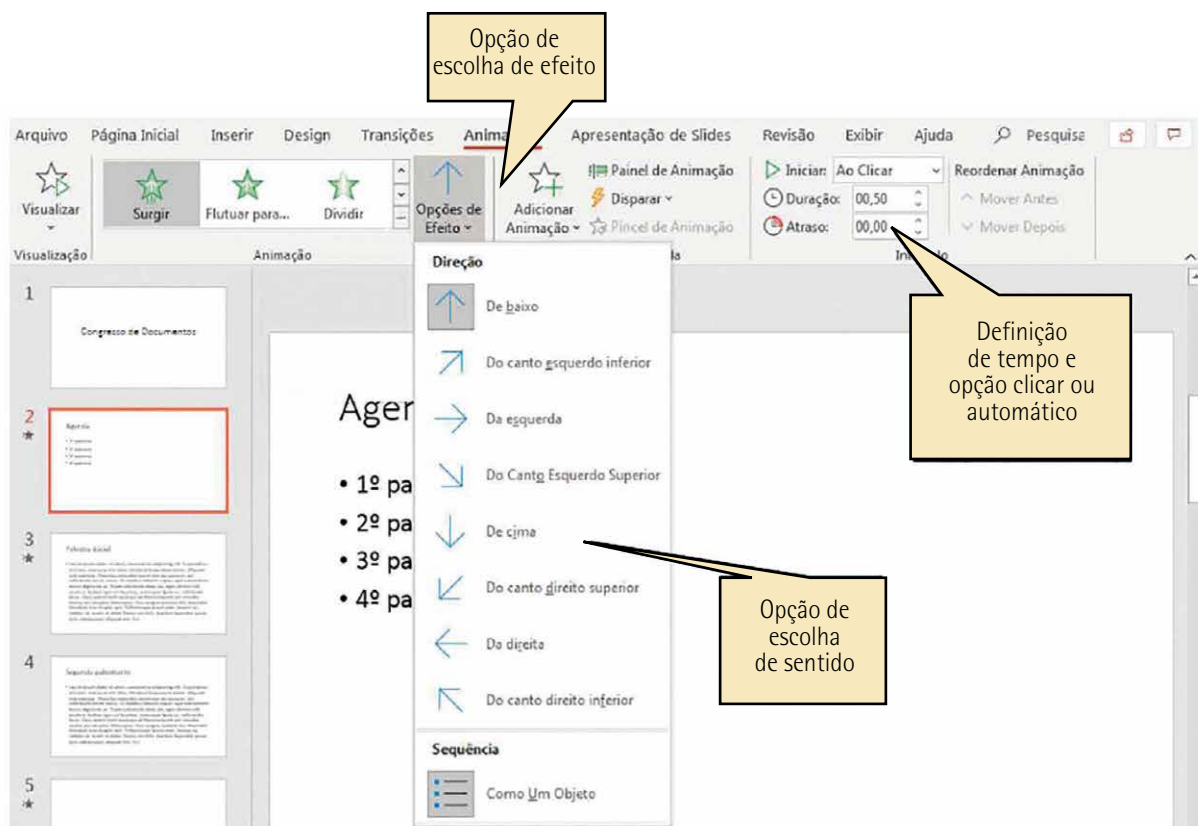 Opção de
escolha de efeito
Arquivo Página Inicial Inserir Design Transições Anima Apresentação de Slides Revisão Exibir Ajuda Pesquisa
Visualizar
Surgir
Flutuar para...
Dividir
Opções de
Efeito
Adicionar
Animação
Painel de Animação
Disparar
Pincel de Animação
Iniciar: Ao Clicar
Duração: 00,50
Atraso: 00,00
Reordenar Animação
Mover Antes
Mover Depois
Visualização
Animação
Definição
de tempo e
opção clicar ou
automático
1
Congresso de Documentos
2
Agenda
3
4
5
Agen
• 1º pa
• 2º pa
• 3º pa
• 4º pa
Direção
De baixo
Do canto esquerdo inferior
Da esquerda
Do Canto Esquerdo Superior
De cima
Do canto direito superior
Da direita
Do canto direito inferior
Sequência
Como Um Objeto
Opção de
escolha
de sentido